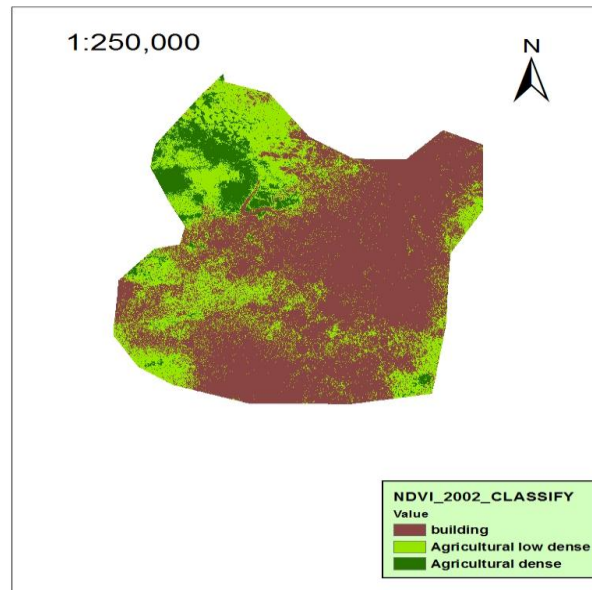 1:250,000
N
NDVI_2002_CLASSIFY
Value
building
Agricultural low dense
Agricultural dense